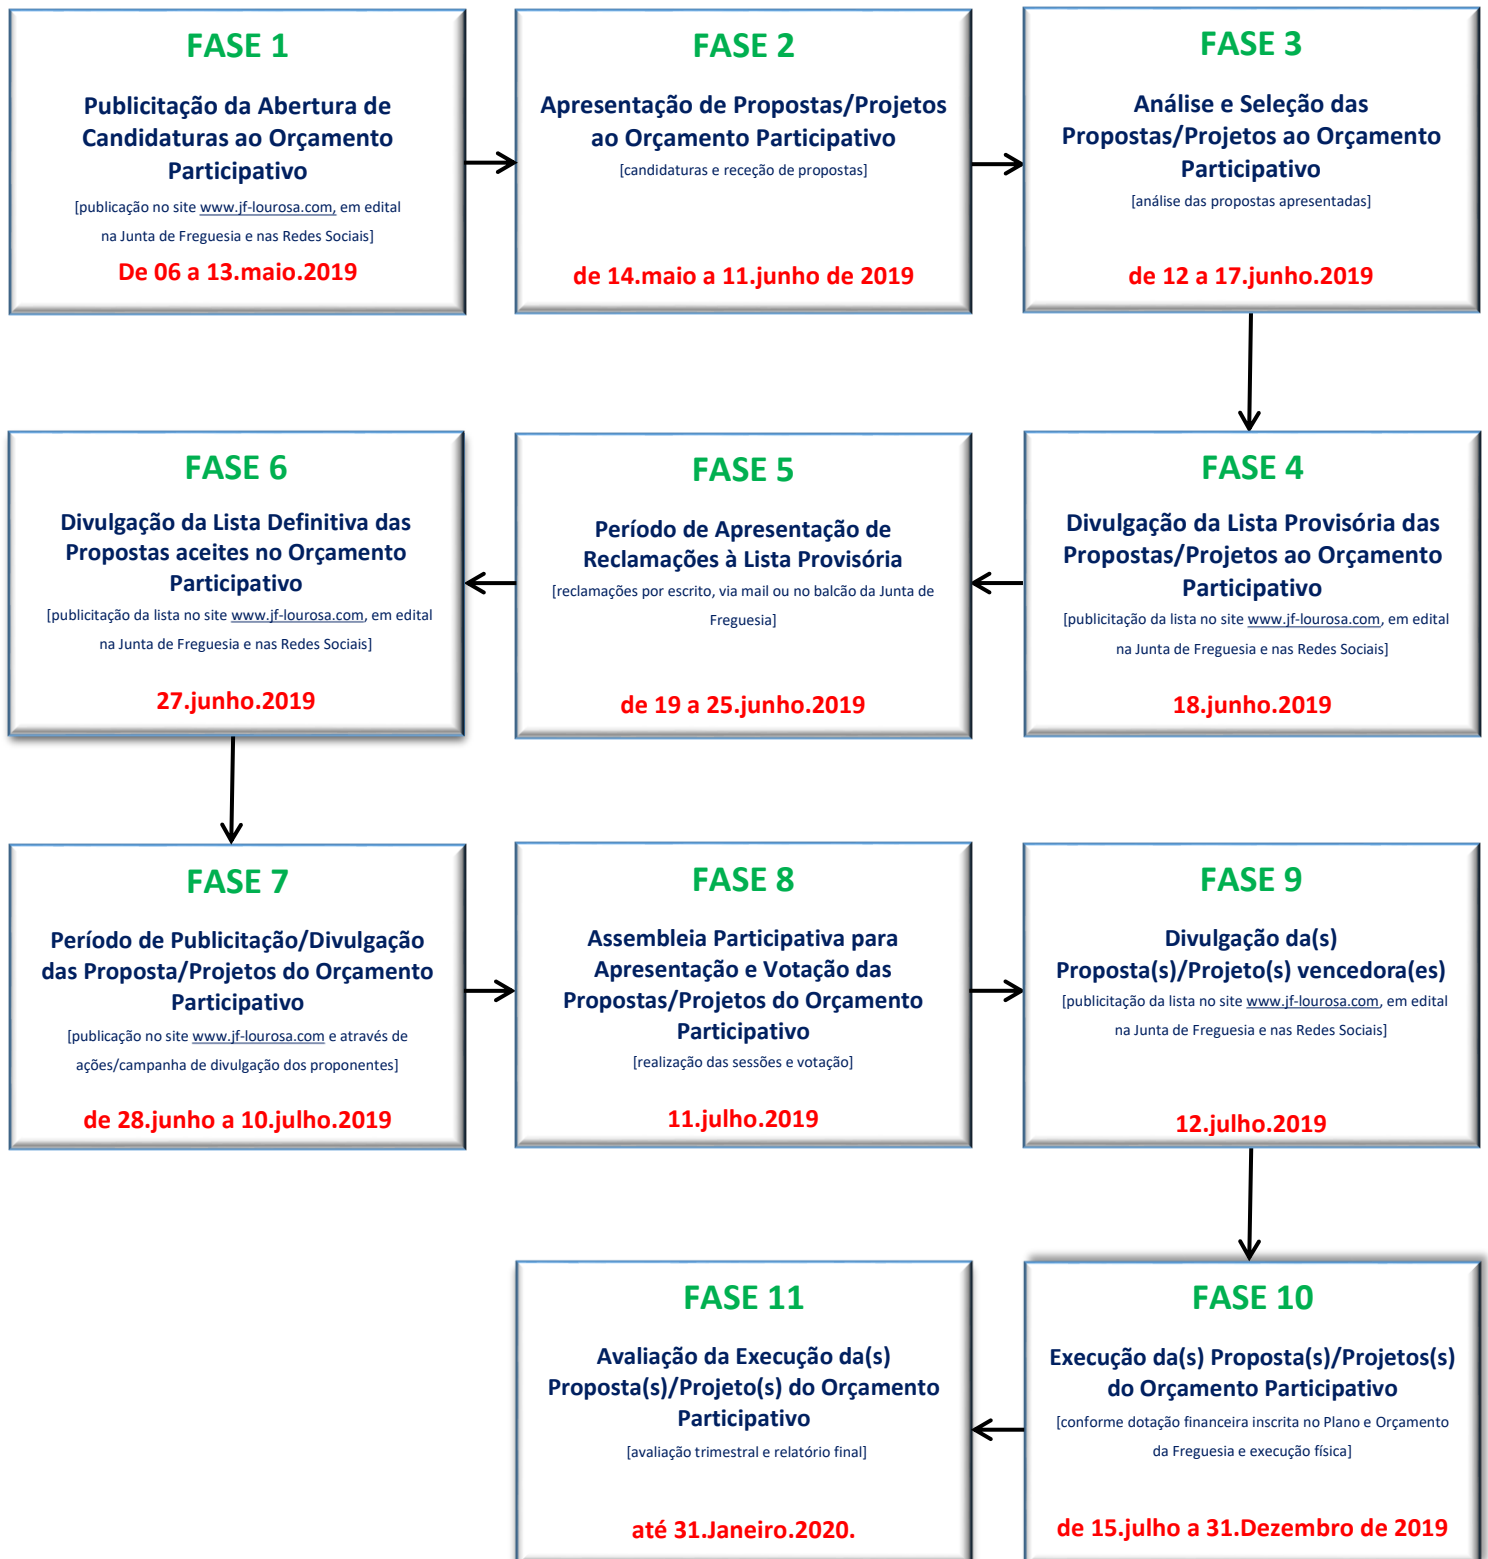 FASE 1
Publicitação da Abertura de
Candidaturas ao Orçamento
Participativo
[publicação no site www.jf-lourosa.com, em edital
na Junta de Freguesia e nas Redes Sociais]
De 06 a 13.maio.2019
FASE 2
Apresentação de Propostas/Projetos
ao Orçamento Participativo
[candidaturas e receção de propostas]
de 14.maio a 11.junho de 2019
FASE 3
Análise e Seleção das
Propostas/Projetos ao Orçamento
Participativo
[análise das propostas apresentadas]
de 12 a 17.junho.2019
FASE 4
Divulgação da Lista Provisória das
Propostas/Projetos ao Orçamento
Participativo
[publicitação da lista no site www.jf-lourosa.com, em edital
na Junta de Freguesia e nas Redes Sociais]
18.junho.2019
FASE 5
Período de Apresentação de
Reclamações à Lista Provisória
[reclamações por escrito, via mail ou no balcão da Junta de
Freguesia]
de 19 a 25.junho.2019
FASE 6
Divulgação da Lista Definitiva das
Propostas aceites no Orçamento
Participativo
[publicitação da lista no site www.jf-lourosa.com, em edital
na Junta de Freguesia e nas Redes Sociais]
27.junho.2019
FASE 7
Período de Publicitação/Divulgação
das Proposta/Projetos do Orçamento
Participativo
[publicação no site www.jf-lourosa.com e através de
ações/campanha de divulgação dos proponentes]
de 28.junho a 10.julho.2019
FASE 8
Assembleia Participativa para
Apresentação e Votação das
Propostas/Projetos do Orçamento
Participativo
[realização das sessões e votação]
11.julho.2019
FASE 9
Divulgação da(s)
Proposta(s)/Projeto(s) vencedora(es)
[publicitação da lista no site www.jf-lourosa.com, em edital
na Junta de Freguesia e nas Redes Sociais]
12.julho.2019
FASE 10
Execução da(s) Proposta(s)/Projetos(s)
do Orçamento Participativo
[conforme dotação financeira inscrita no Plano e Orçamento
da Freguesia e execução física]
de 15.julho a 31.Dezembro de 2019
FASE 11
Avaliação da Execução da(s)
Proposta(s)/Projeto(s) do Orçamento
Participativo
[avaliação trimestral e relatório final]
até 31.Janeiro.2020.